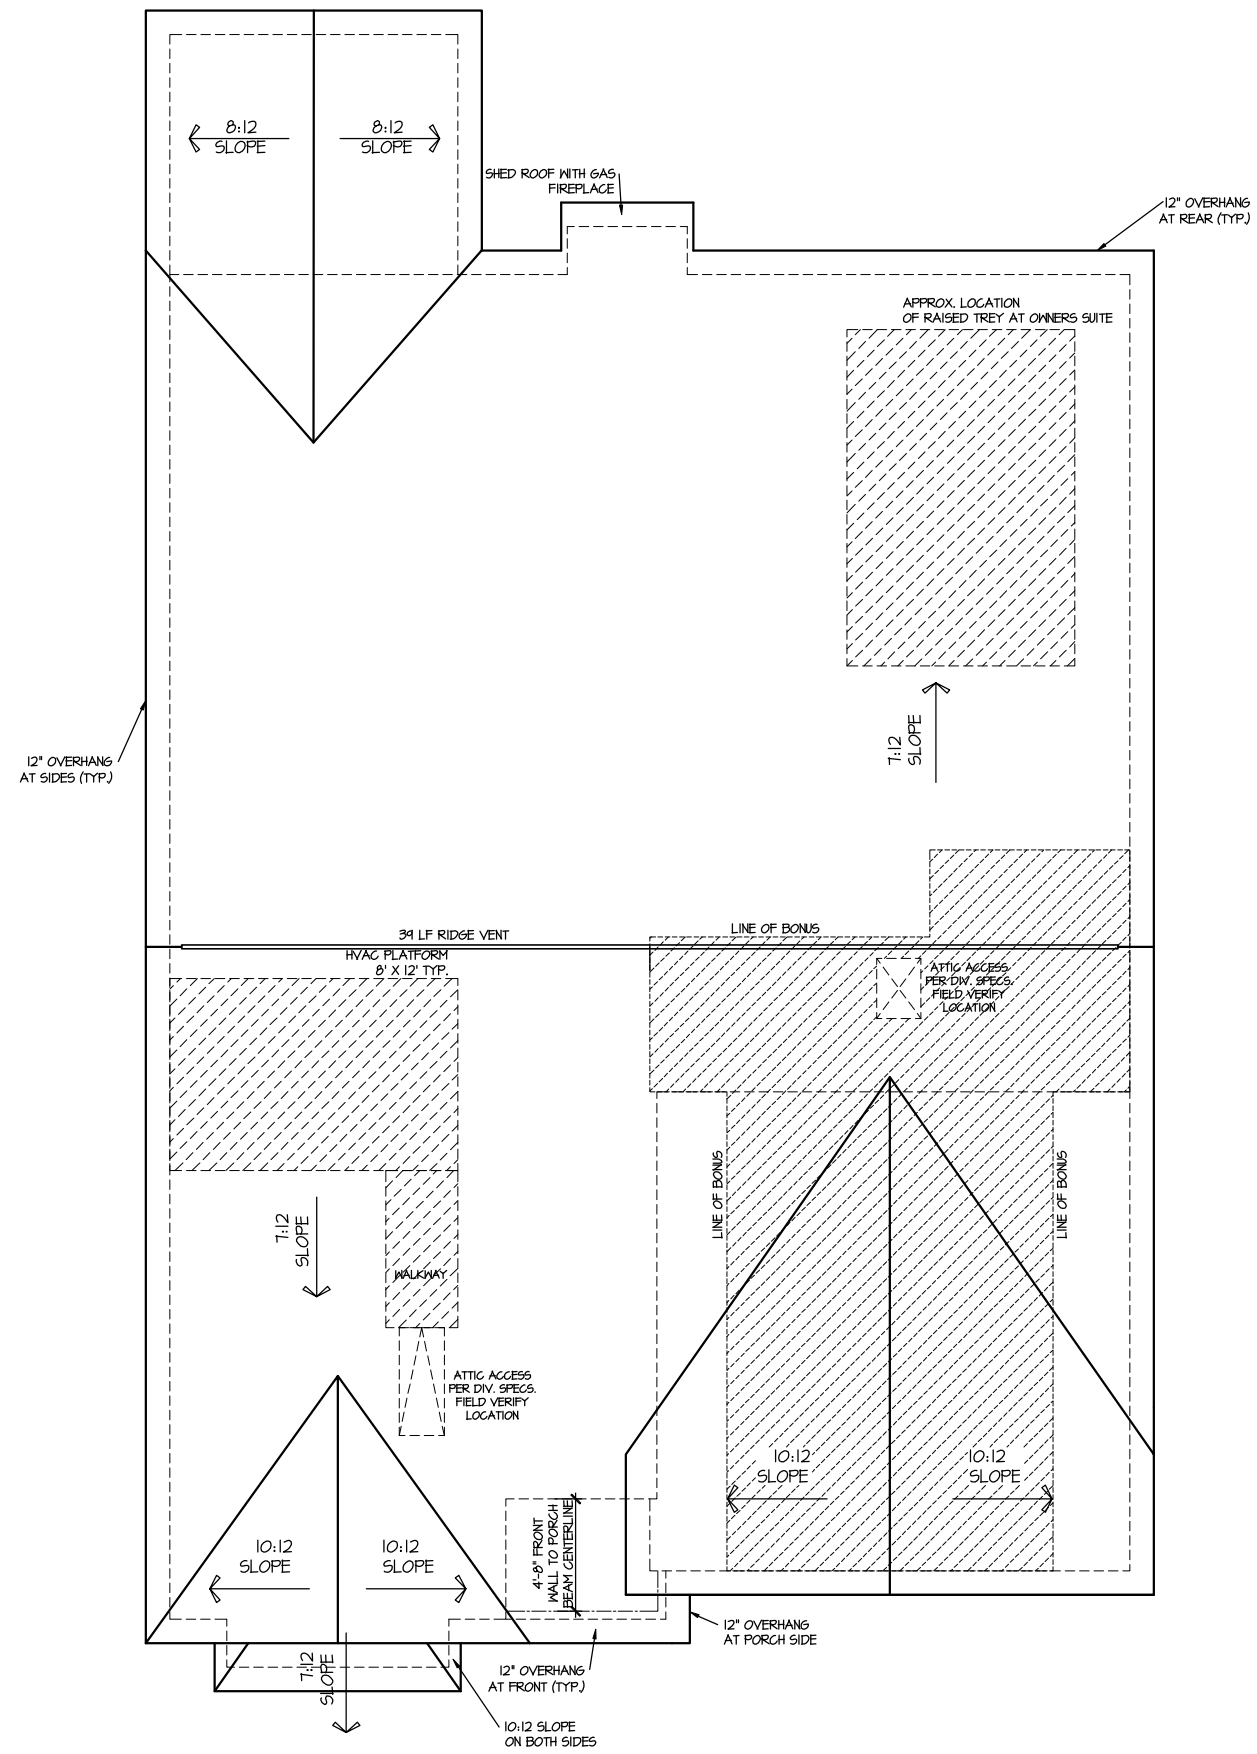 8:12
SLOPE
8:12
SLOPE
SHED ROOF WITH GAS
FIREPLACE
12" OVERHANG
AT REAR (TYP.)
APPROX. LOCATION
OF RAISED TREY AT OWNERS SUITE
7:12
SLOPE
12" OVERHANG
AT SIDES (TYP.)
39 LF RIDGE VENT
LINE OF BONUS
HVAC PLATFORM
8' X 12' TYP.
ATTIC ACCESS
PER DIV. SPECS.
FIELD VERIFY
LOCATION
LINE OF BONUS
LINE OF BONUS
7:12
SLOPE
WALKWAY
ATTIC ACCESS
PER DIV. SPECS.
FIELD VERIFY
LOCATION
10:12
SLOPE
10:12
SLOPE
10:12
SLOPE
10:12
SLOPE
4'-8" FRONT
WALL TO PORCH
BEAM CENTERLINE
12" OVERHANG
AT PORCH SIDE
7:12
SLOPE
12" OVERHANG
AT FRONT (TYP.)
10:12 SLOPE
ON BOTH SIDES